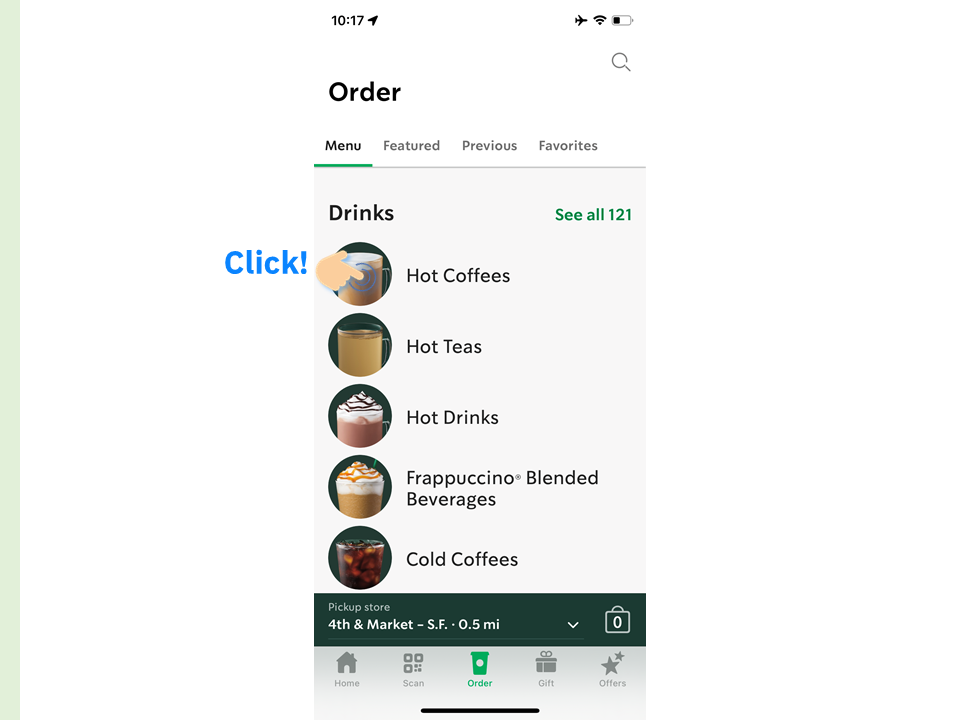 10:17
Order
Menu Featured Previous Favorites
Drinks See all 121
Click!
Hot Coffees
Hot Teas
Hot Drinks
Frappuccino® Blended
Beverages
Cold Coffees
Pickup store
4th & Market – S.F. · 0.5 mi
0
Home Scan Order Gift Offers